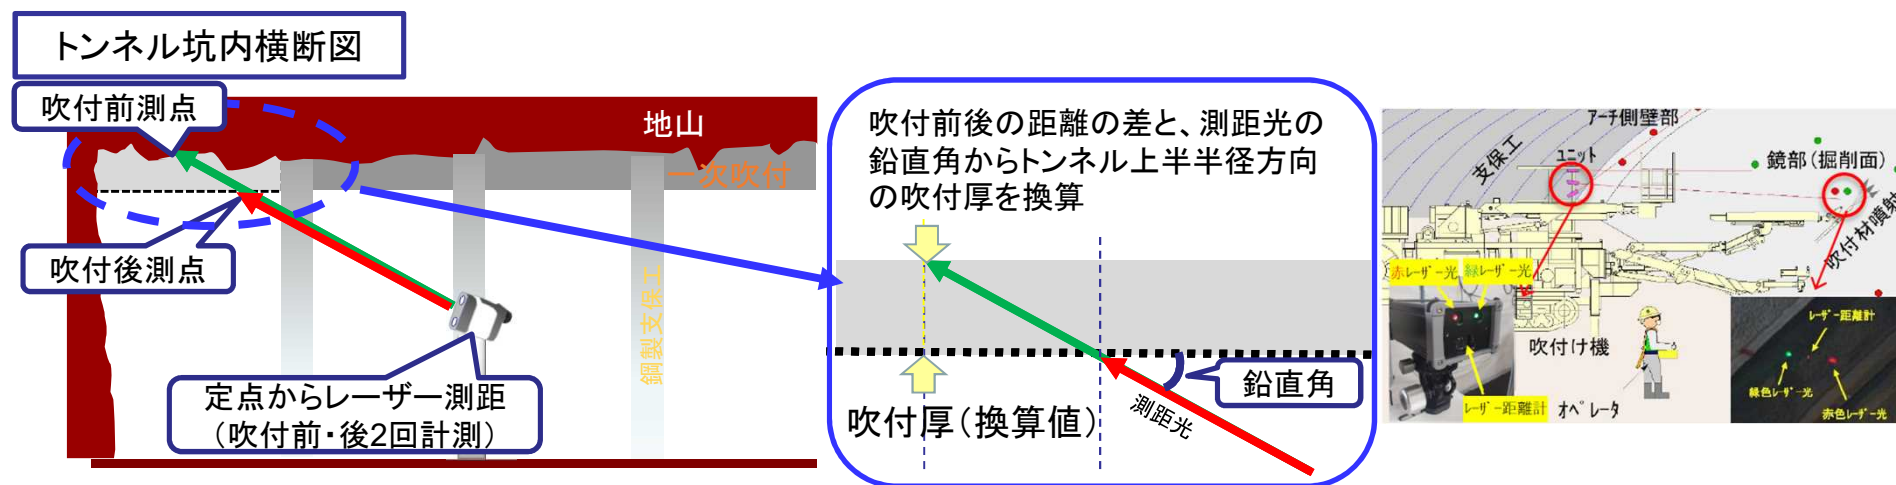 トンネル坑内横断図
吹付前測点
地山
一次吹付
吹付後測点
鋼製支保工
定点からレーザー測距
（吹付前・後2回計測）
吹付前後の距離の差と、測距光の
鉛直角からトンネル上半半径方向
の吹付厚を換算
鉛直角
吹付厚（換算値）
測距光
アーチ側壁部
支保工
ユニット
鏡部（掘削面）
吹付材噴射
赤レーザー光
緑レーザー光
レーザー距離計
吹付け機
オペレータ
レーザー距離計
緑色レーザー光
赤色レーザー光